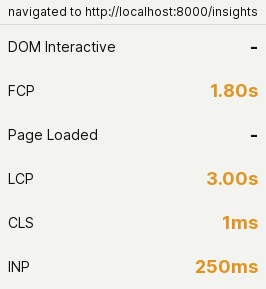 navigated to http://localhost:8000/insights
DOM Interactive -
FCP 1.80s
Page Loaded -
LCP 3.00s
CLS 1ms
INP 250ms